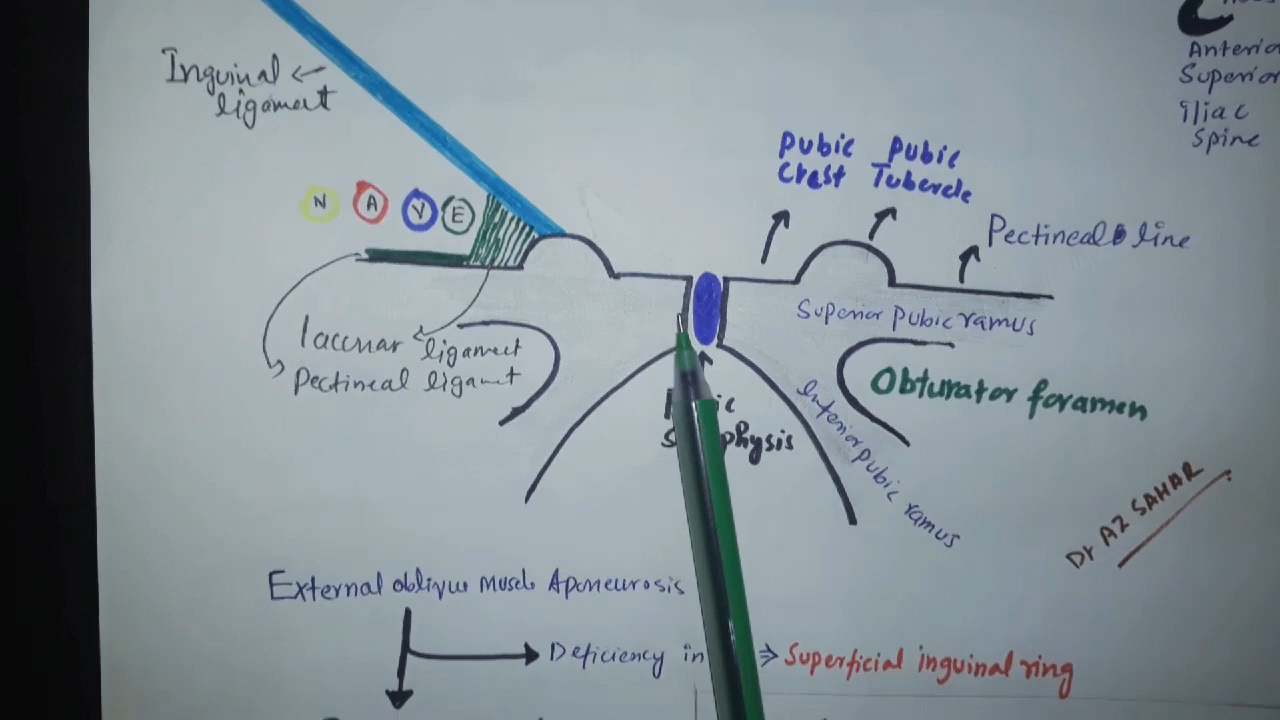 Anterio
Superior
iliac
Spine
Inguinal
ligament
Pubic Pubic
Crest Tubercle
N A V E
Pectineal line
Superior Pubic ramus
lacunar ligament
Pectineal ligament
Obturator foramen
Inferior pubic ramus
physis
Dr AZ SAHAR
External oblique muscle Aponeurosis
Deficiency in ⇒ Superficial inguinal ring